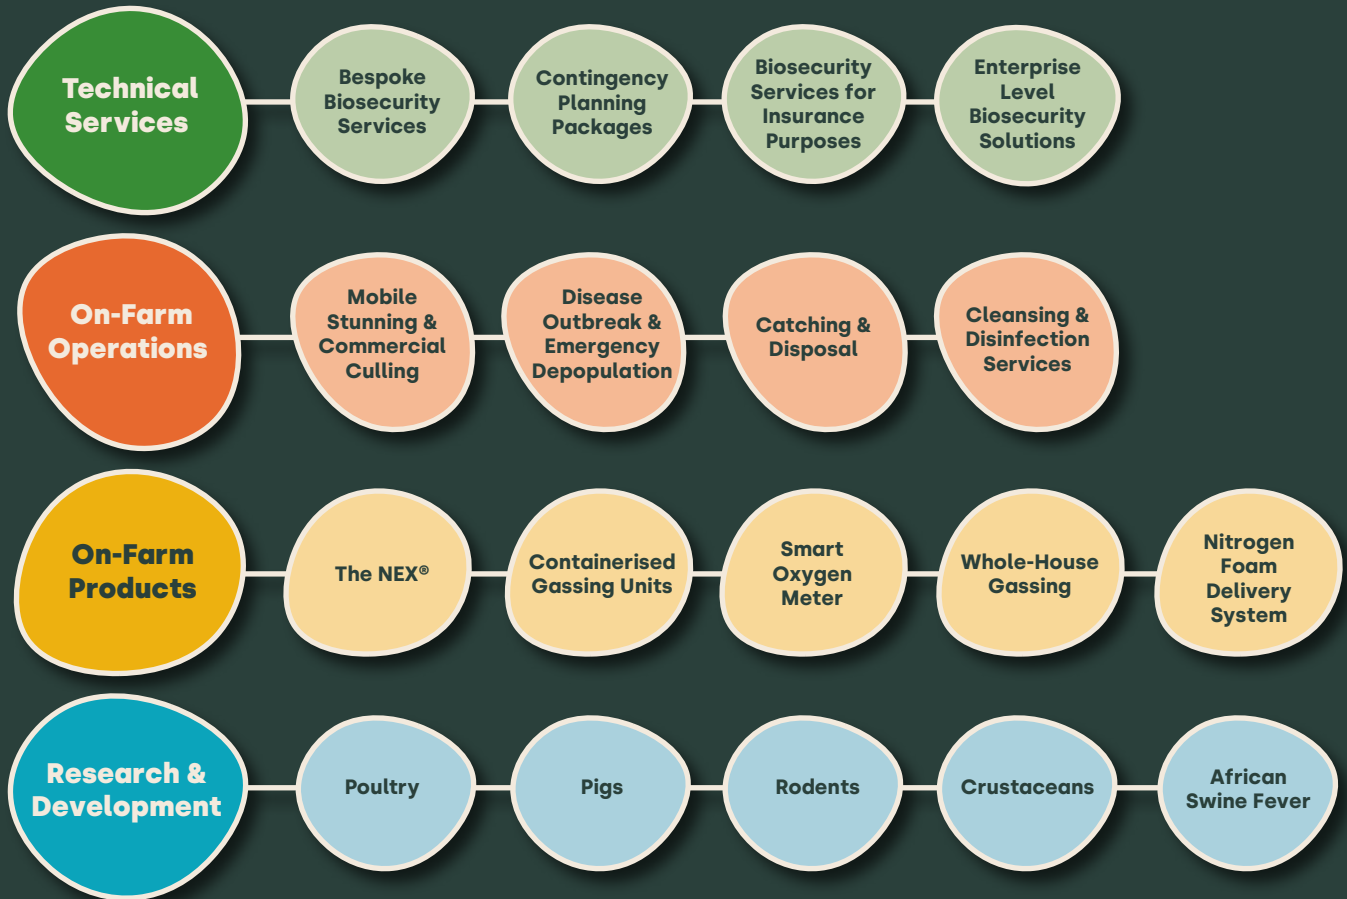 Technical
Services
Bespoke
Biosecurity
Services
Contingency
Planning
Packages
Biosecurity
Services for
Insurance
Purposes
Enterprise
Level
Biosecurity
Solutions
On-Farm
Operations
Mobile
Stunning &
Commercial
Culling
Disease
Outbreak &
Emergency
Depopulation
Catching &
Disposal
Cleansing &
Disinfection
Services
On-Farm
Products
The NEX®
Containerised
Gassing Units
Smart
Oxygen
Meter
Whole-House
Gassing
Nitrogen
Foam
Delivery
System
Research &
Development
Poultry
Pigs
Rodents
Crustaceans
African
Swine Fever